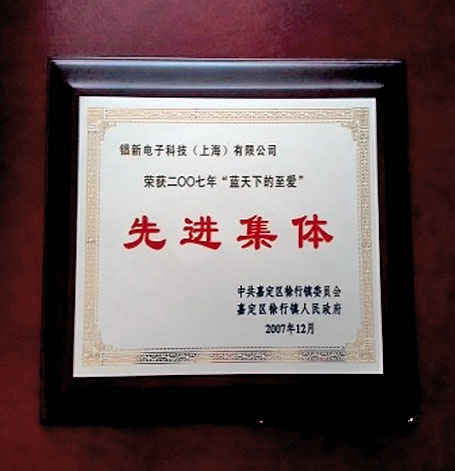 锠新电子科技（上海）有限公司
荣获二〇〇七年“蓝天下的至爱”
先进集体
中共嘉定区徐行镇委员会
嘉定区徐行镇人民政府
2007年12月